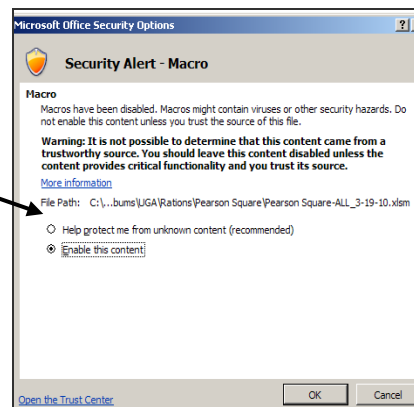 Microsoft Office Security Options
Security Alert - Macro
Macro
Macros have been disabled. Macros might contain viruses or other security hazards. Do
not enable this content unless you trust the source of this file.
Warning: It is not possible to determine that this content came from a
trustworthy source. You should leave this content disabled unless the
content provides critical functionality and you trust its source.
More information
File Path: C:\...bums\UGA\Rations\Pearson Square\Pearson Square-ALL_3-19-10.xlsm
Help protect me from unknown content (recommended)
Enable this content
Open the Trust Center
OK
Cancel